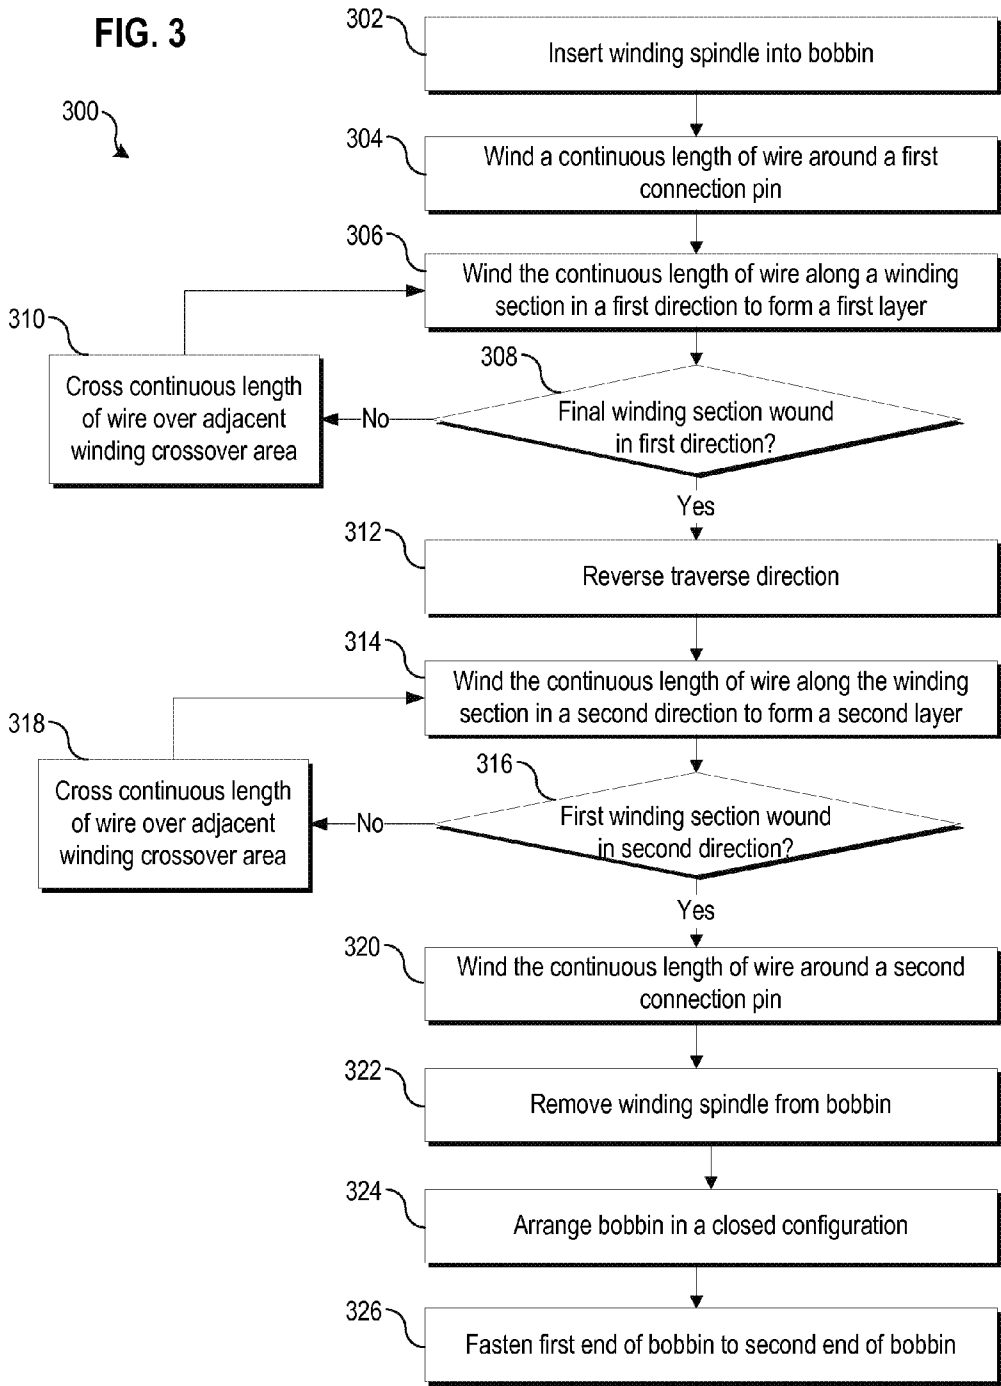 FIG. 3
300
302
Insert winding spindle into bobbin
304
Wind a continuous length of wire around a first
connection pin
306
Wind the continuous length of wire along a winding
section in a first direction to form a first layer
310
Cross continuous length
of wire over adjacent
winding crossover area
308
Final winding section wound
in first direction?
No
Yes
312
Reverse traverse direction
314
Wind the continuous length of wire along the winding
section in a second direction to form a second layer
318
Cross continuous length
of wire over adjacent
winding crossover area
316
First winding section wound
in second direction?
No
Yes
320
Wind the continuous length of wire around a second
connection pin
322
Remove winding spindle from bobbin
324
Arrange bobbin in a closed configuration
326
Fasten first end of bobbin to second end of bobbin